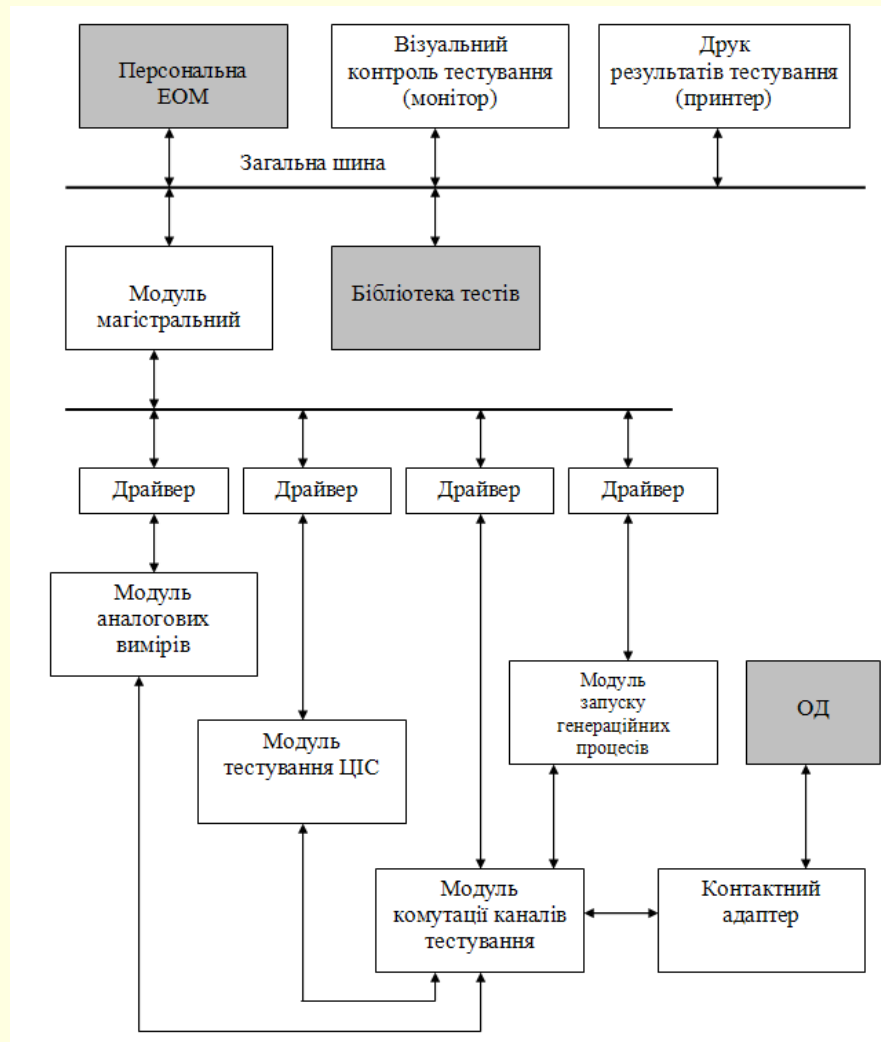 Персональна
ЕОМ
Візуальний
контроль тестування
(монітор)
Друк
результатів тестування
(принтер)
Загальна шина
Модуль
магістральний
Бібліотека тестів
Драйвер
Драйвер
Драйвер
Драйвер
Модуль
аналогових
вимірів
Модуль
запуску
генераційних
процесів
ОД
Модуль
тестування ЦІС
Модуль
комутації каналів
тестування
Контактний
адаптер